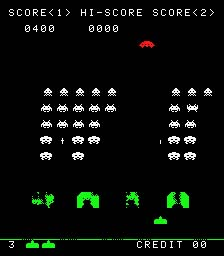 SCORE<1> HI-SCORE SCORE<2>
0400 0000
3 CREDIT 00